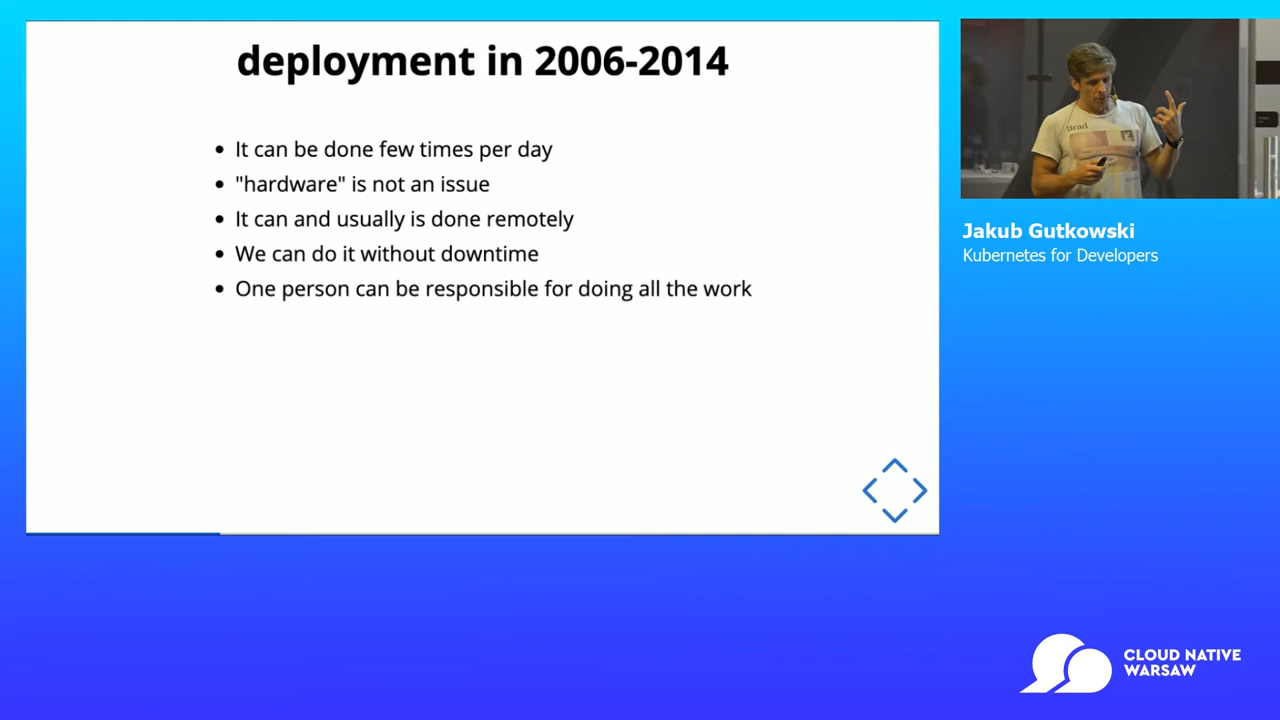 deployment in 2006-2014
It can be done few times per day
"hardware" is not an issue
It can and usually is done remotely
We can do it without downtime
One person can be responsible for doing all the work
Brad
Jakub Gutkowski
Kubernetes for Developers
CLOUD NATIVE
WARSAW